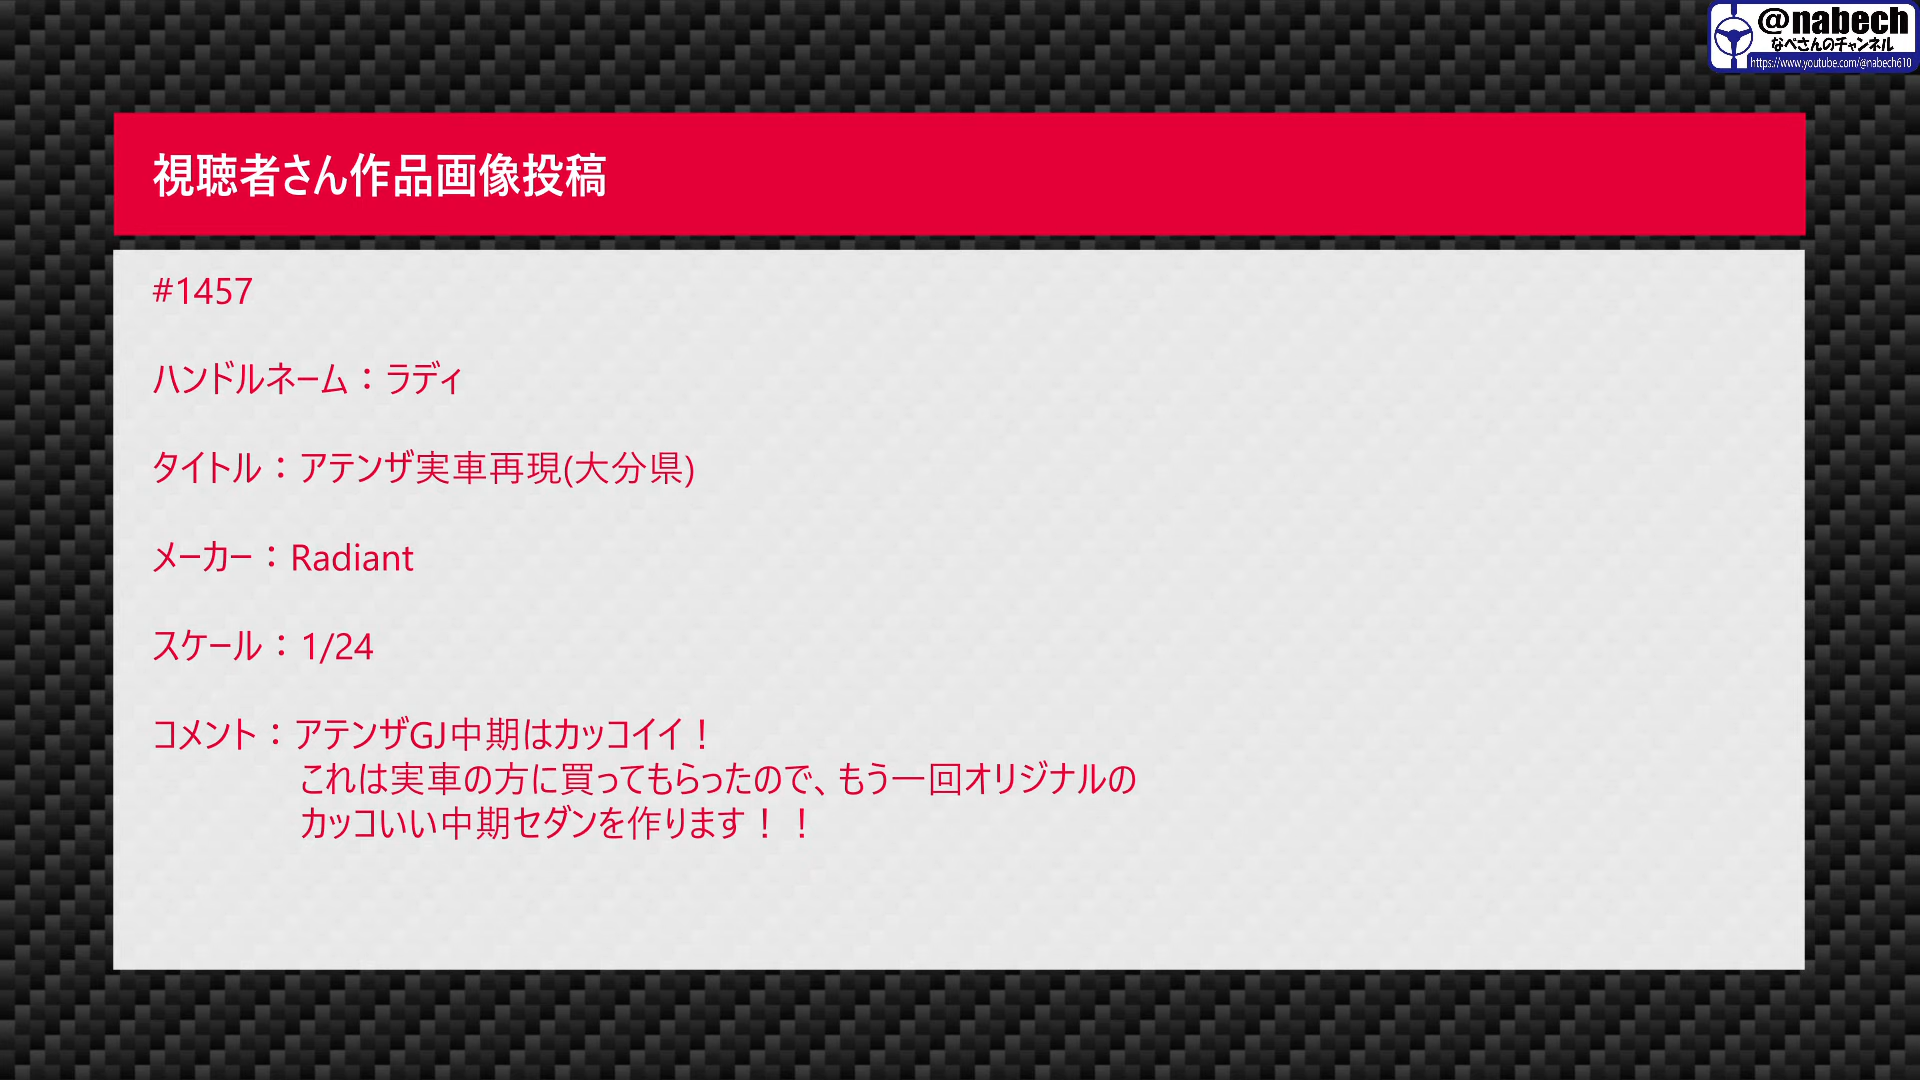 @nabech
なべさんのチャンネル
https://www.youtube.com/@nabech610
視聴者さん作品画像投稿
#1457
ハンドルネーム：ラディ
タイトル：アテンザ実車再現(大分県)
メーカー：Radiant
スケール：1/24
コメント：アテンザGJ中期はカッコイイ！
これは実車の方に買ってもらったので、もう一回オリジナルの
カッコいい中期セダンを作ります！！